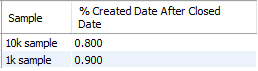 Sample % Created Date After Closed
Date
10k sample 0.800
1k sample 0.900